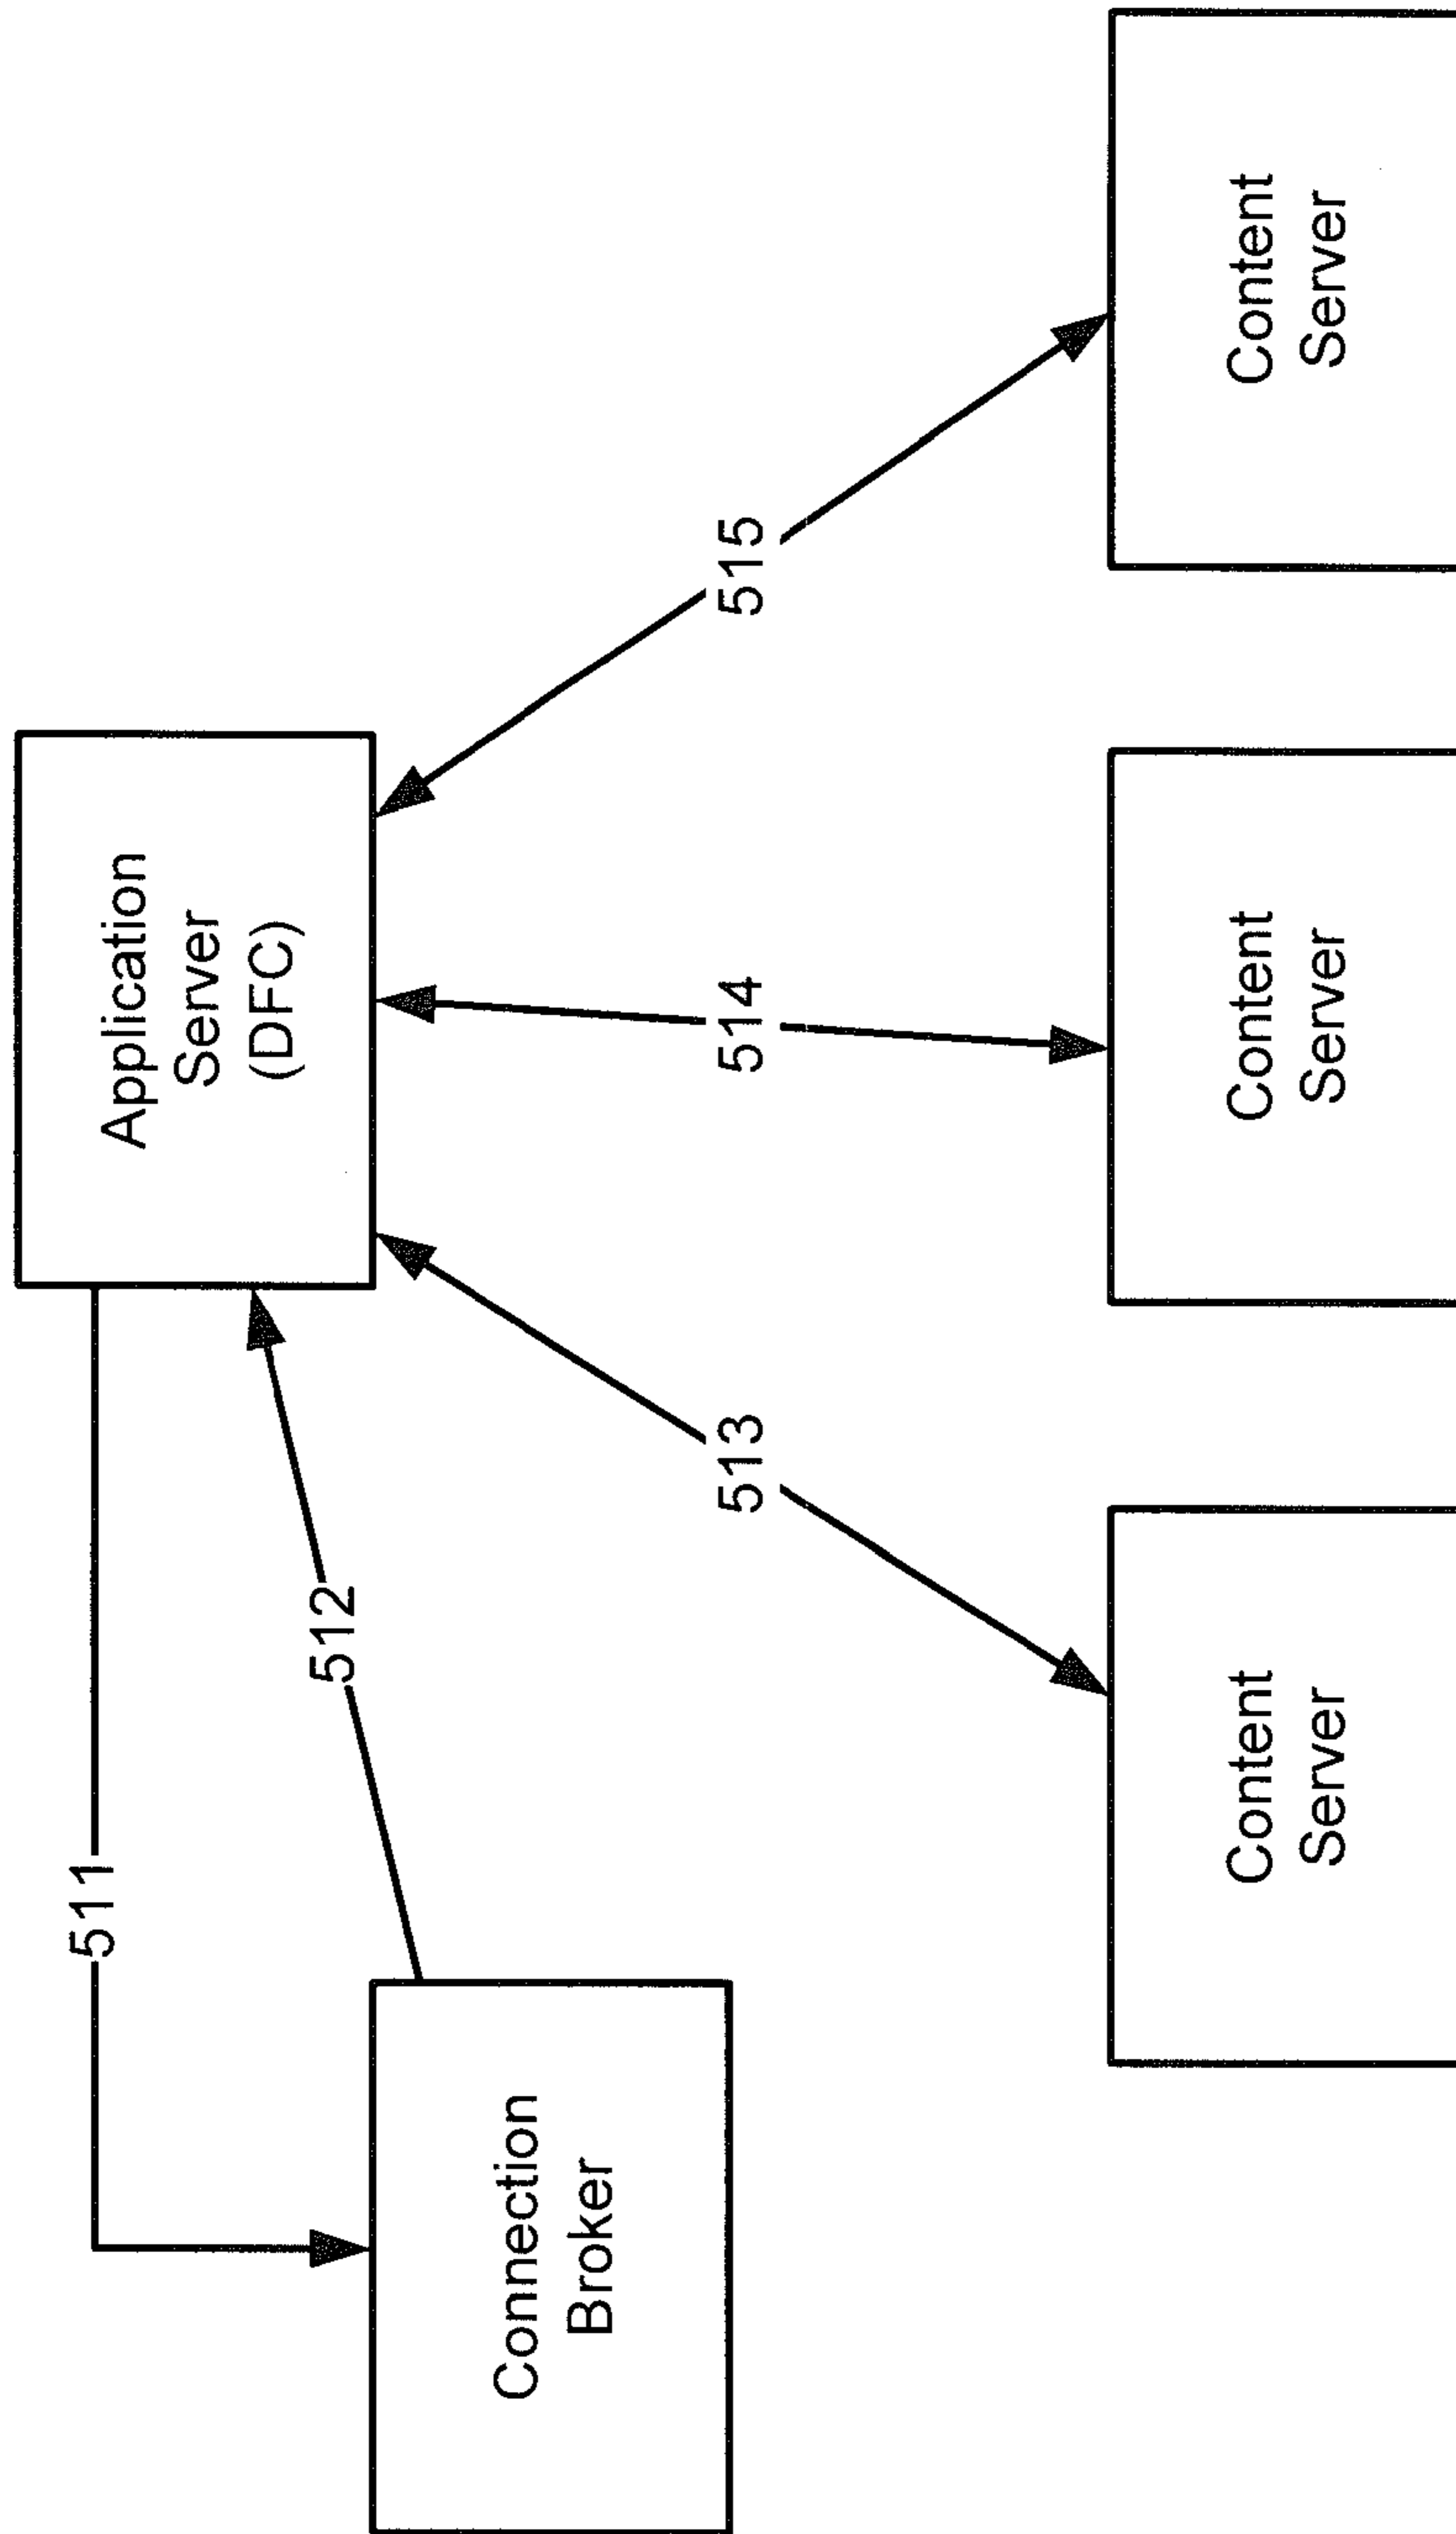 Application
Server
(DFC)
511
512
Connection
Broker
513
514
515
Content
Server
Content
Server
Content
Server